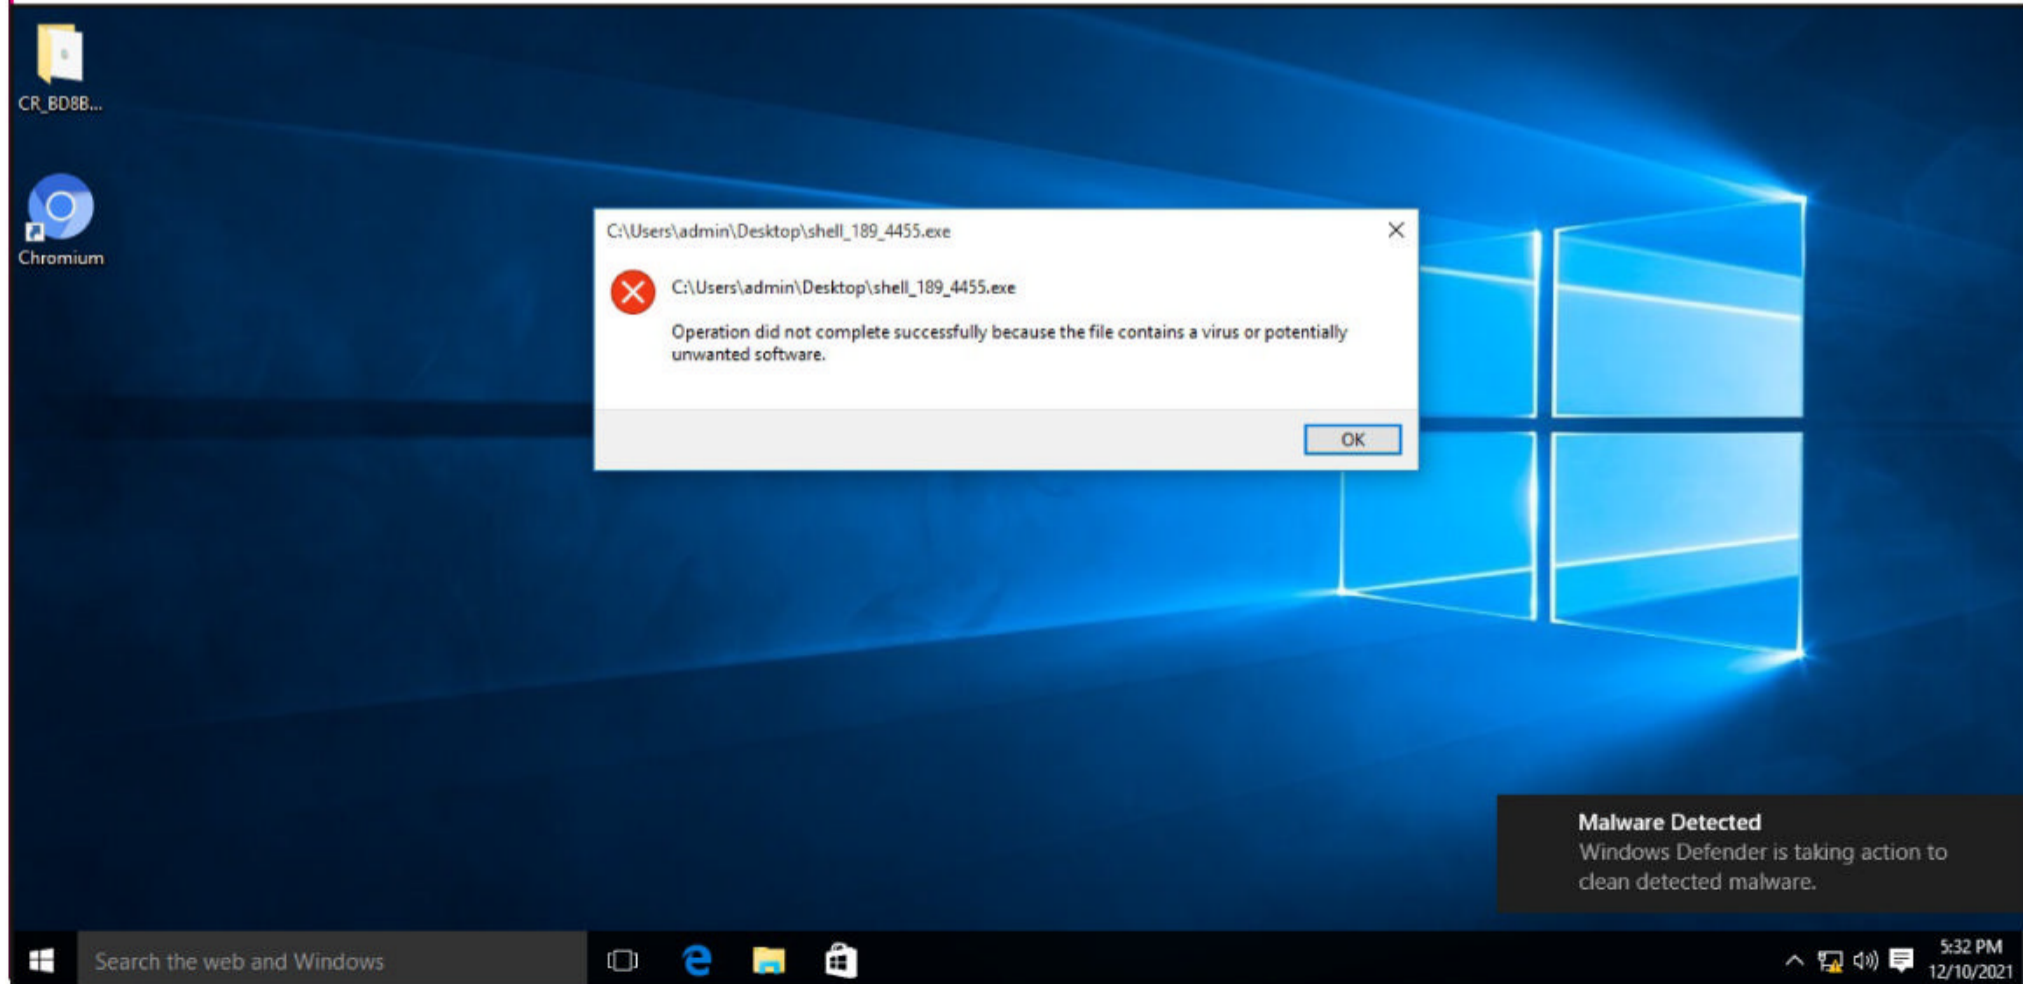 CR_BD8B...
Chromium
C:\Users\admin\Desktop\shell_189_4455.exe
C:\Users\admin\Desktop\shell_189_4455.exe
Operation did not complete successfully because the file contains a virus or potentially
unwanted software.
OK
Malware Detected
Windows Defender is taking action to
clean detected malware.
Search the web and Windows
5:32 PM
12/10/2021